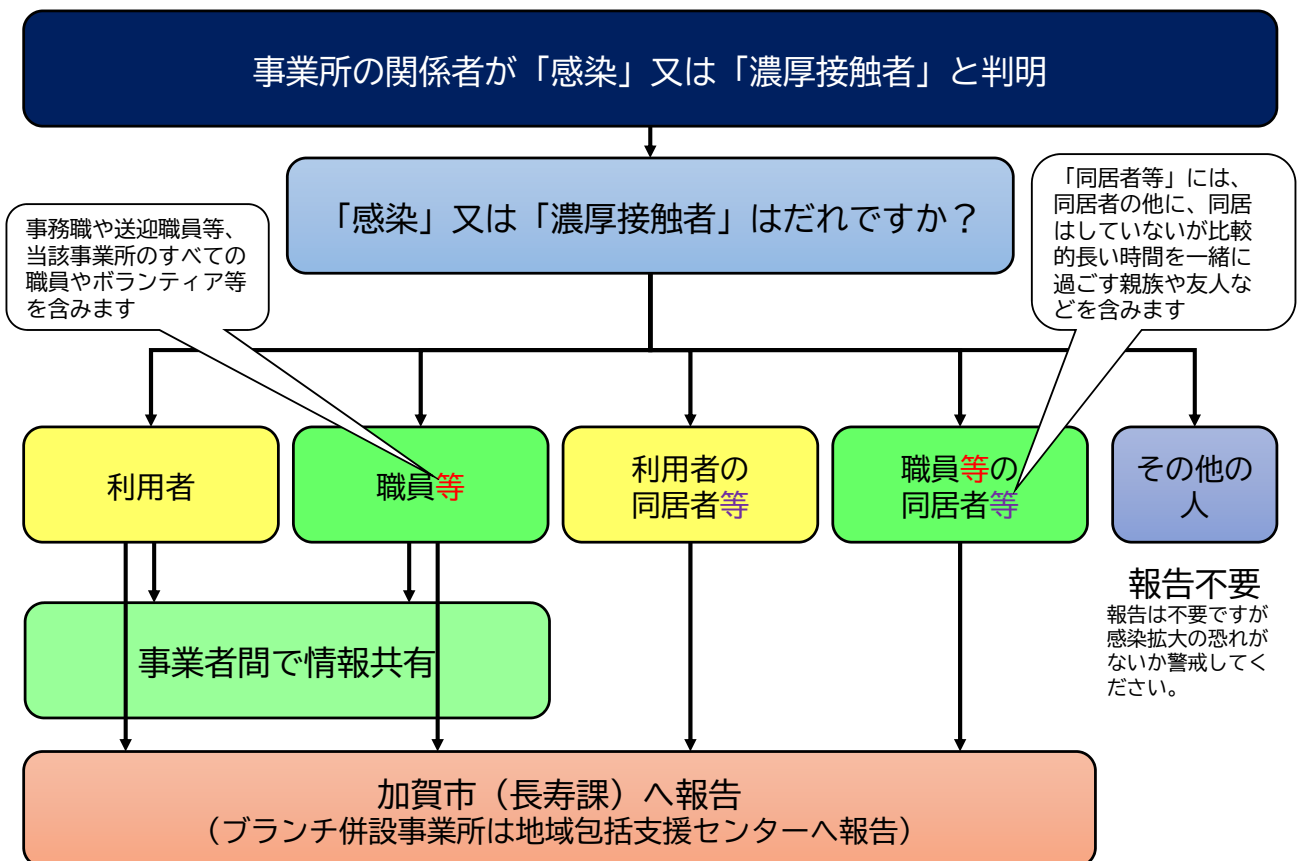 事業所の関係者が「感染」又は「濃厚接触者」と判明
「感染」又は「濃厚接触者」はだれですか？
事務職や送迎職員等、
当該事業所のすべての
職員やボランティア等
を含みます
「同居者等」には、
同居者の他に、同居
はしていないが比較
的長い時間を一緒に
過ごす親族や友人な
どを含みます
利用者
職員等
利用者の
同居者等
職員等の
同居者等
その他の
人
報告不要
報告は不要ですが
感染拡大の恐れが
ないか警戒してく
ださい。
事業者間で情報共有
加賀市（長寿課）へ報告
（ブランチ併設事業所は地域包括支援センターへ報告）